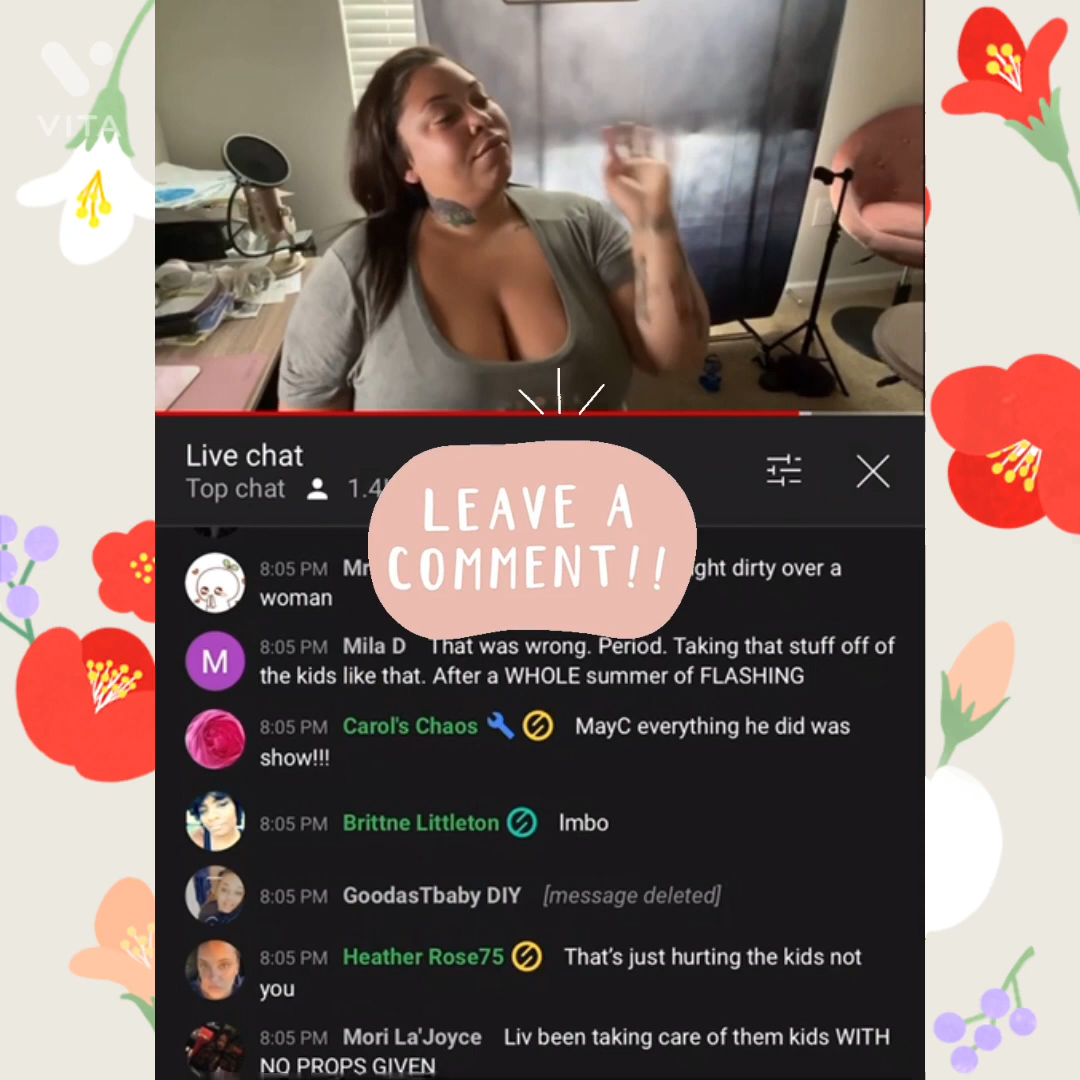 VITA
Live chat
Top chat 1.4
LEAVE A
COMMENT!!
8:05 PM Mr ght dirty over a
woman
M
8:05 PM Mila D That was wrong. Period. Taking that stuff off of
the kids like that. After a WHOLE summer of FLASHING
8:05 PM Carol's Chaos MayC everything he did was
show!!!
8:05 PM Brittne Littleton lmbo
8:05 PM GoodasTbaby DIY [message deleted]
8:05 PM Heather Rose75 That’s just hurting the kids not
you
8:05 PM Mori La'Joyce Liv been taking care of them kids WITH
NO PROPS GIVEN